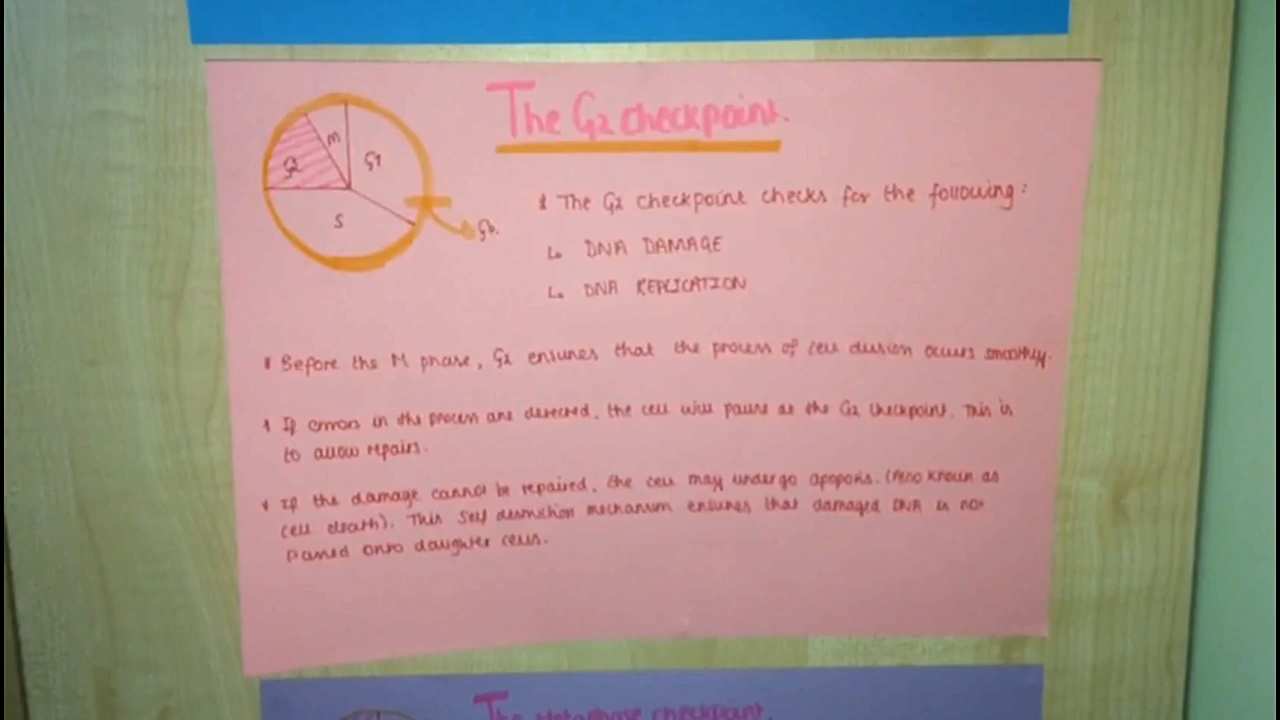 The G2 checkpoint.
M
G2
G1
S
G0.
* The G2 checkpoint checks for the following:
↳ DNA DAMAGE
↳ DNA REPLICATION
* Before the M phase, G2 ensures that the process of cell division occurs smoothly.
* If errors in the process are detected, the cell will pause at the G2 checkpoint. This is
to allow repairs.
* If the damage cannot be repaired, the cell may undergo apoptosis. (Also known as
cell death). This self destruction mechanism ensures that damaged DNA is not
passed onto daughter cells.
The Metaphase checkpoint.